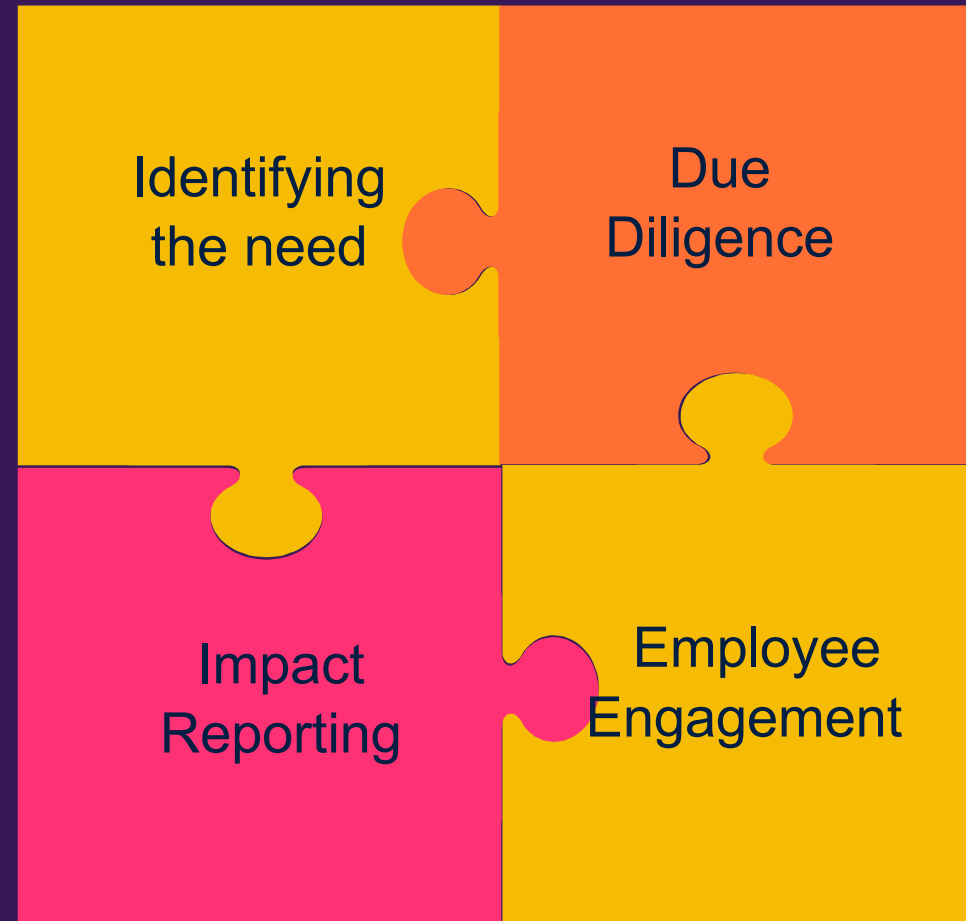 Identifying
the need
Due
Diligence
Impact
Reporting
Employee
Engagement